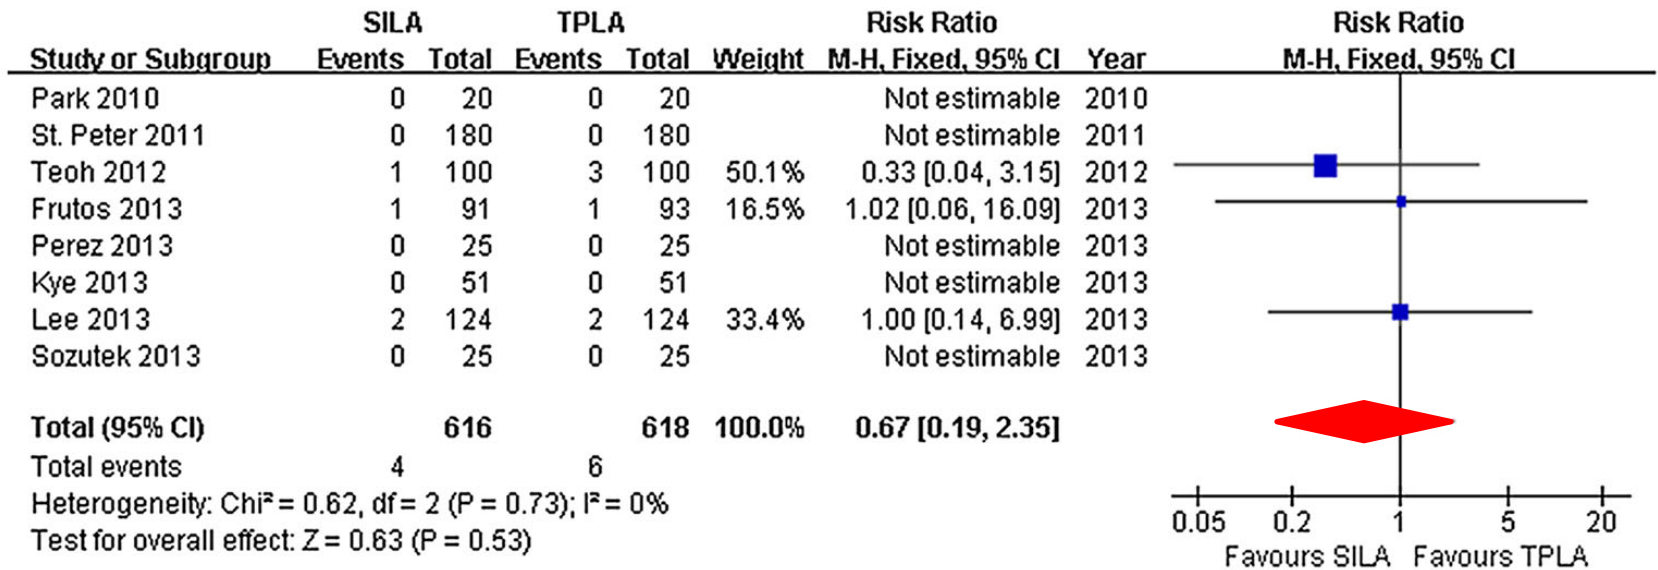 SILA TPLA Risk Ratio Risk Ratio
Study or Subgroup Events Total Events Total Weight M-H, Fixed, 95% CI Year M-H, Fixed, 95% CI
Park 2010 0 20 0 20 Not estimable 2010
St. Peter 2011 0 180 0 180 Not estimable 2011
Teoh 2012 1 100 3 100 50.1% 0.33 [0.04, 3.15] 2012
Frutos 2013 1 91 1 93 16.5% 1.02 [0.06, 16.09] 2013
Perez 2013 0 25 0 25 Not estimable 2013
Kye 2013 0 51 0 51 Not estimable 2013
Lee 2013 2 124 2 124 33.4% 1.00 [0.14, 6.99] 2013
Sozutek 2013 0 25 0 25 Not estimable 2013
Total (95% CI) 616 618 100.0% 0.67 [0.19, 2.35]
Total events 4 6
Heterogeneity: Chi² = 0.62, df = 2 (P = 0.73); I² = 0%
Test for overall effect: Z = 0.63 (P = 0.53)
0.05 0.2 1 5 20
Favours SILA Favours TPLA